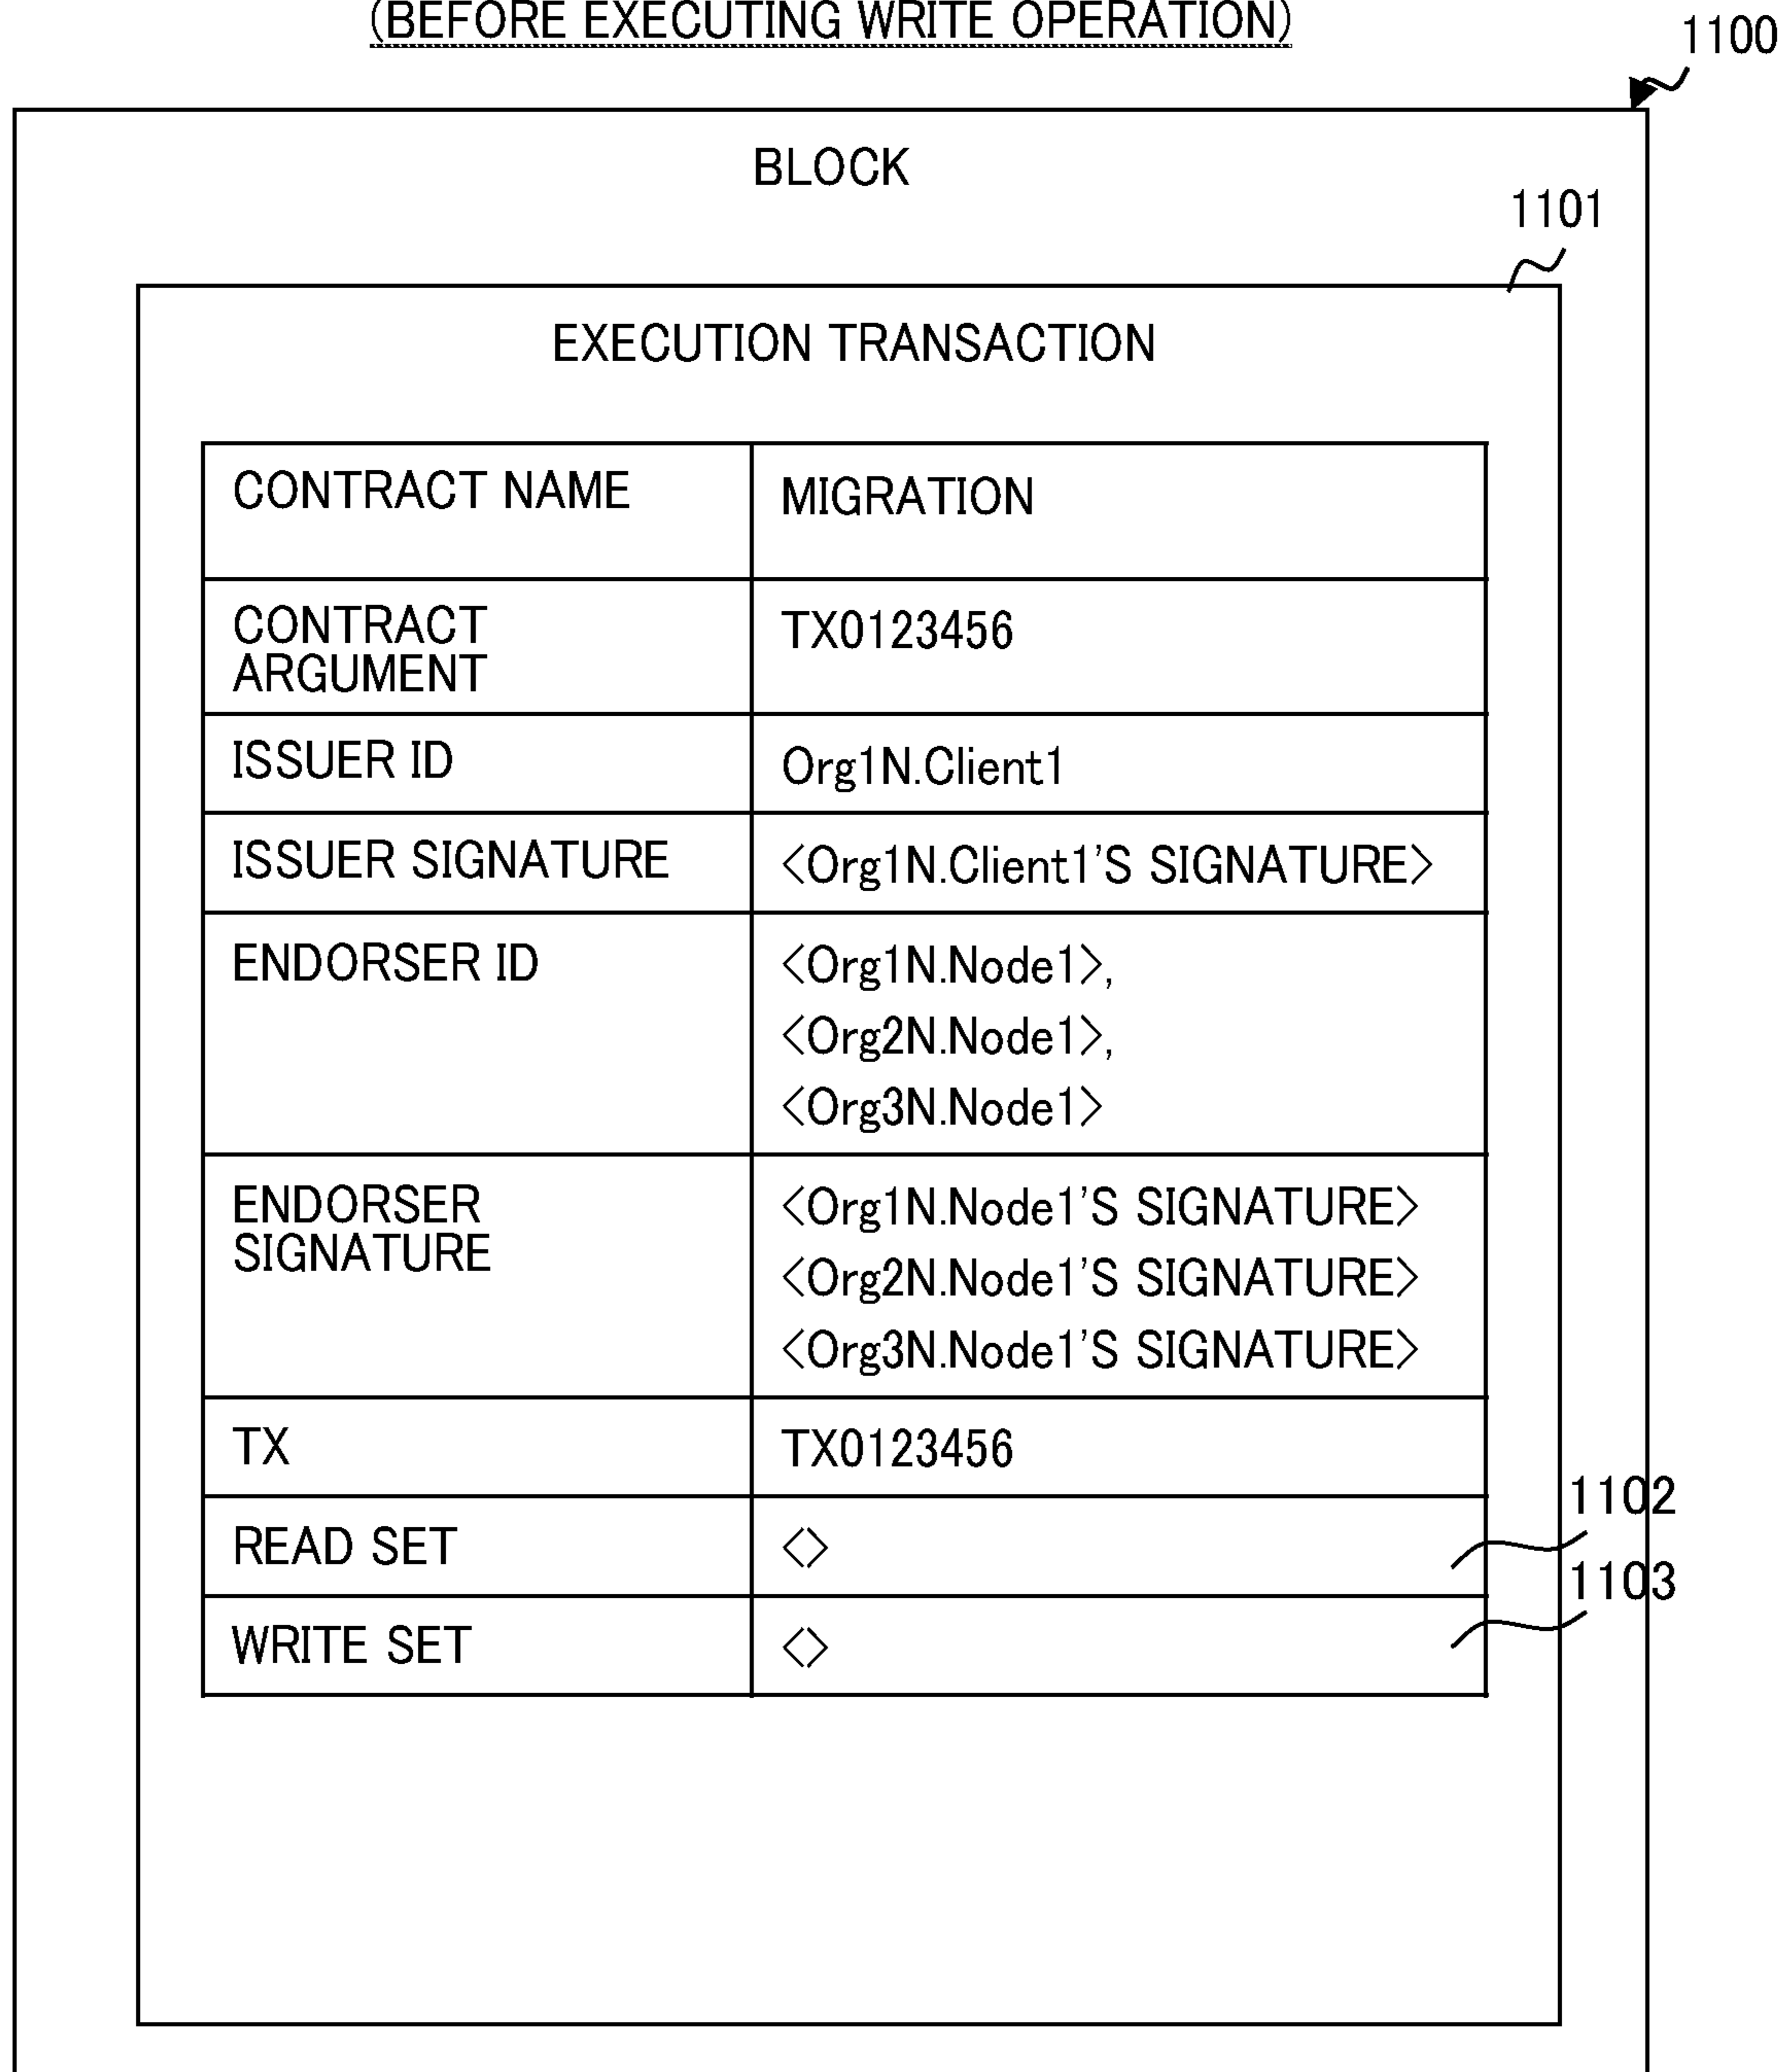 (BEFORE EXECUTING WRITE OPERATION)
1100
BLOCK
1101
EXECUTION TRANSACTION
CONTRACT NAME
MIGRATION
CONTRACT
ARGUMENT
TX0123456
ISSUER ID
Org1N.Client1
ISSUER SIGNATURE
<Org1N.Client1'S SIGNATURE>
ENDORSER ID
<Org1N.Node1>,
<Org2N.Node1>,
<Org3N.Node1>
ENDORSER
SIGNATURE
<Org1N.Node1'S SIGNATURE>
<Org2N.Node1'S SIGNATURE>
<Org3N.Node1'S SIGNATURE>
TX
TX0123456
1102
READ SET
<>
1103
WRITE SET
<>